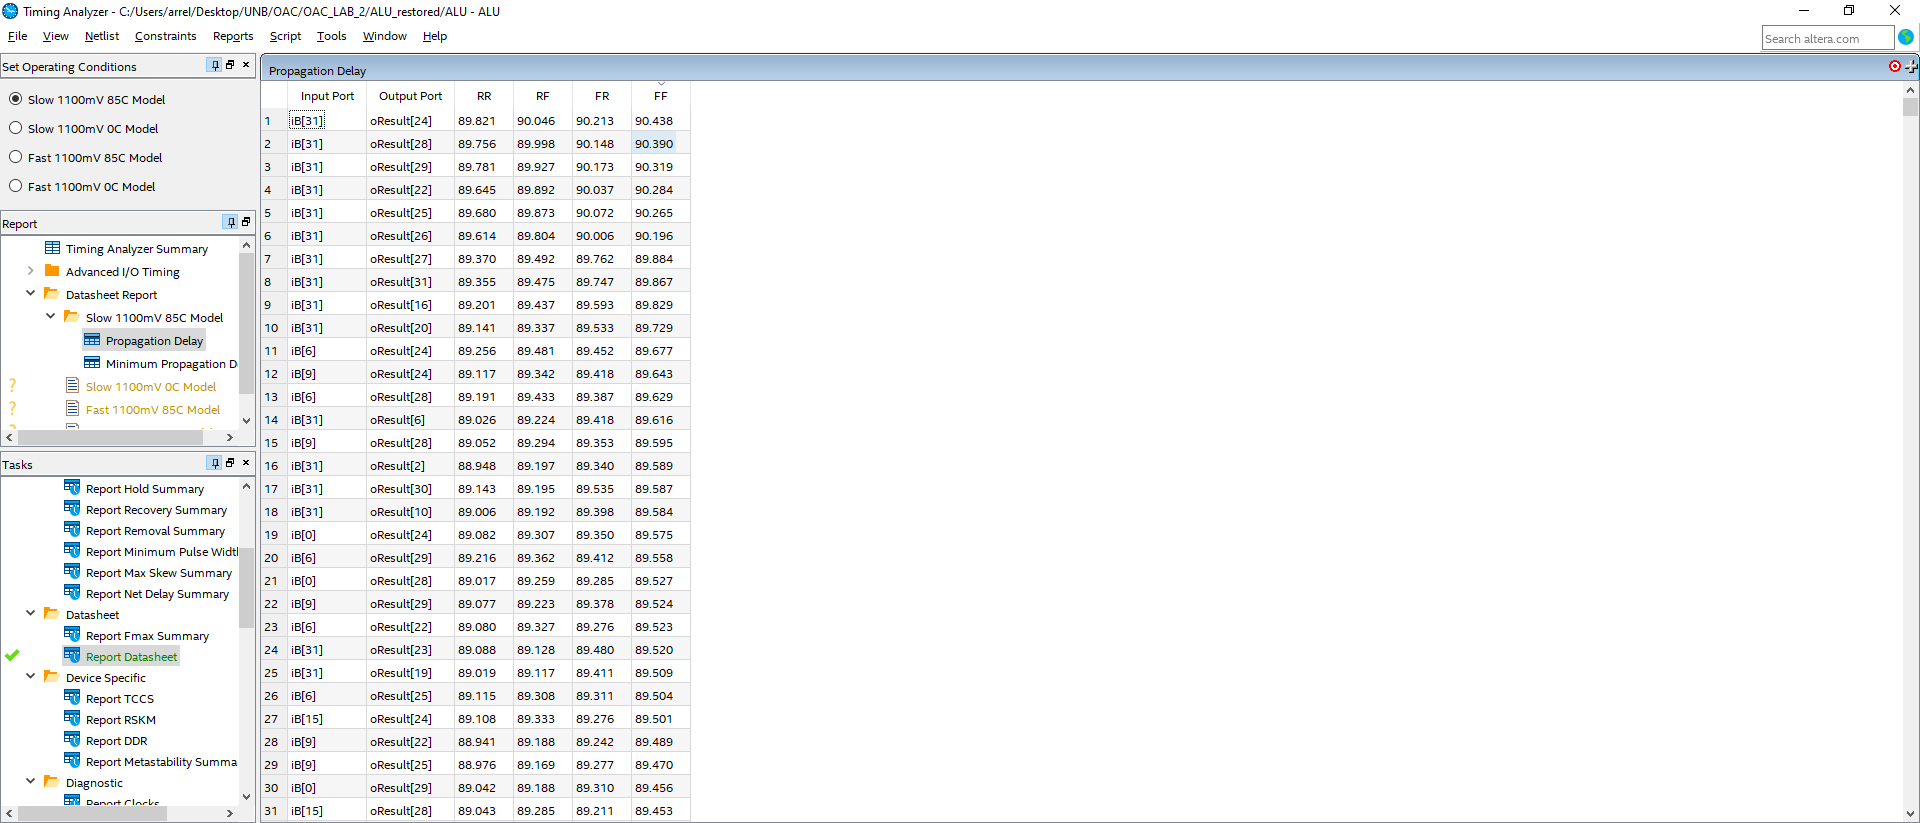 Timing Analyzer - C:/Users/arrel/Desktop/UNB/OAC/OAC_LAB_2/ALU_restored/ALU - ALU
File View Netlist Constraints Reports Script Tools Window Help
Search altera.com
Set Operating Conditions
Slow 1100mV 85C Model
Slow 1100mV 0C Model
Fast 1100mV 85C Model
Fast 1100mV 0C Model
Report
Timing Analyzer Summary
Advanced I/O Timing
Datasheet Report
Slow 1100mV 85C Model
Propagation Delay
Minimum Propagation D
? Slow 1100mV 0C Model
? Fast 1100mV 85C Model
Tasks
Report Hold Summary
Report Recovery Summary
Report Removal Summary
Report Minimum Pulse Widt
Report Max Skew Summary
Report Net Delay Summary
Datasheet
Report Fmax Summary
Report Datasheet
Device Specific
Report TCCS
Report RSKM
Report DDR
Report Metastability Summa
Diagnostic
Report Clocks
Propagation Delay
Input Port Output Port RR RF FR FF
1 iB[31] oResult[24] 89.821 90.046 90.213 90.438
2 iB[31] oResult[28] 89.756 89.998 90.148 90.390
3 iB[31] oResult[29] 89.781 89.927 90.173 90.319
4 iB[31] oResult[22] 89.645 89.892 90.037 90.284
5 iB[31] oResult[25] 89.680 89.873 90.072 90.265
6 iB[31] oResult[26] 89.614 89.804 90.006 90.196
7 iB[31] oResult[27] 89.370 89.492 89.762 89.884
8 iB[31] oResult[31] 89.355 89.475 89.747 89.867
9 iB[31] oResult[16] 89.201 89.437 89.593 89.829
10 iB[31] oResult[20] 89.141 89.337 89.533 89.729
11 iB[6] oResult[24] 89.256 89.481 89.452 89.677
12 iB[9] oResult[24] 89.117 89.342 89.418 89.643
13 iB[6] oResult[28] 89.191 89.433 89.387 89.629
14 iB[31] oResult[6] 89.026 89.224 89.418 89.616
15 iB[9] oResult[28] 89.052 89.294 89.353 89.595
16 iB[31] oResult[2] 88.948 89.197 89.340 89.589
17 iB[31] oResult[30] 89.143 89.195 89.535 89.587
18 iB[31] oResult[10] 89.006 89.192 89.398 89.584
19 iB[0] oResult[24] 89.082 89.307 89.350 89.575
20 iB[6] oResult[29] 89.216 89.362 89.412 89.558
21 iB[0] oResult[28] 89.017 89.259 89.285 89.527
22 iB[9] oResult[29] 89.077 89.223 89.378 89.524
23 iB[6] oResult[22] 89.080 89.327 89.276 89.523
24 iB[31] oResult[23] 89.088 89.128 89.480 89.520
25 iB[31] oResult[19] 89.019 89.117 89.411 89.509
26 iB[6] oResult[25] 89.115 89.308 89.311 89.504
27 iB[15] oResult[24] 89.108 89.333 89.276 89.501
28 iB[9] oResult[22] 88.941 89.188 89.242 89.489
29 iB[9] oResult[25] 88.976 89.169 89.277 89.470
30 iB[0] oResult[29] 89.042 89.188 89.310 89.456
31 iB[15] oResult[28] 89.043 89.285 89.211 89.453